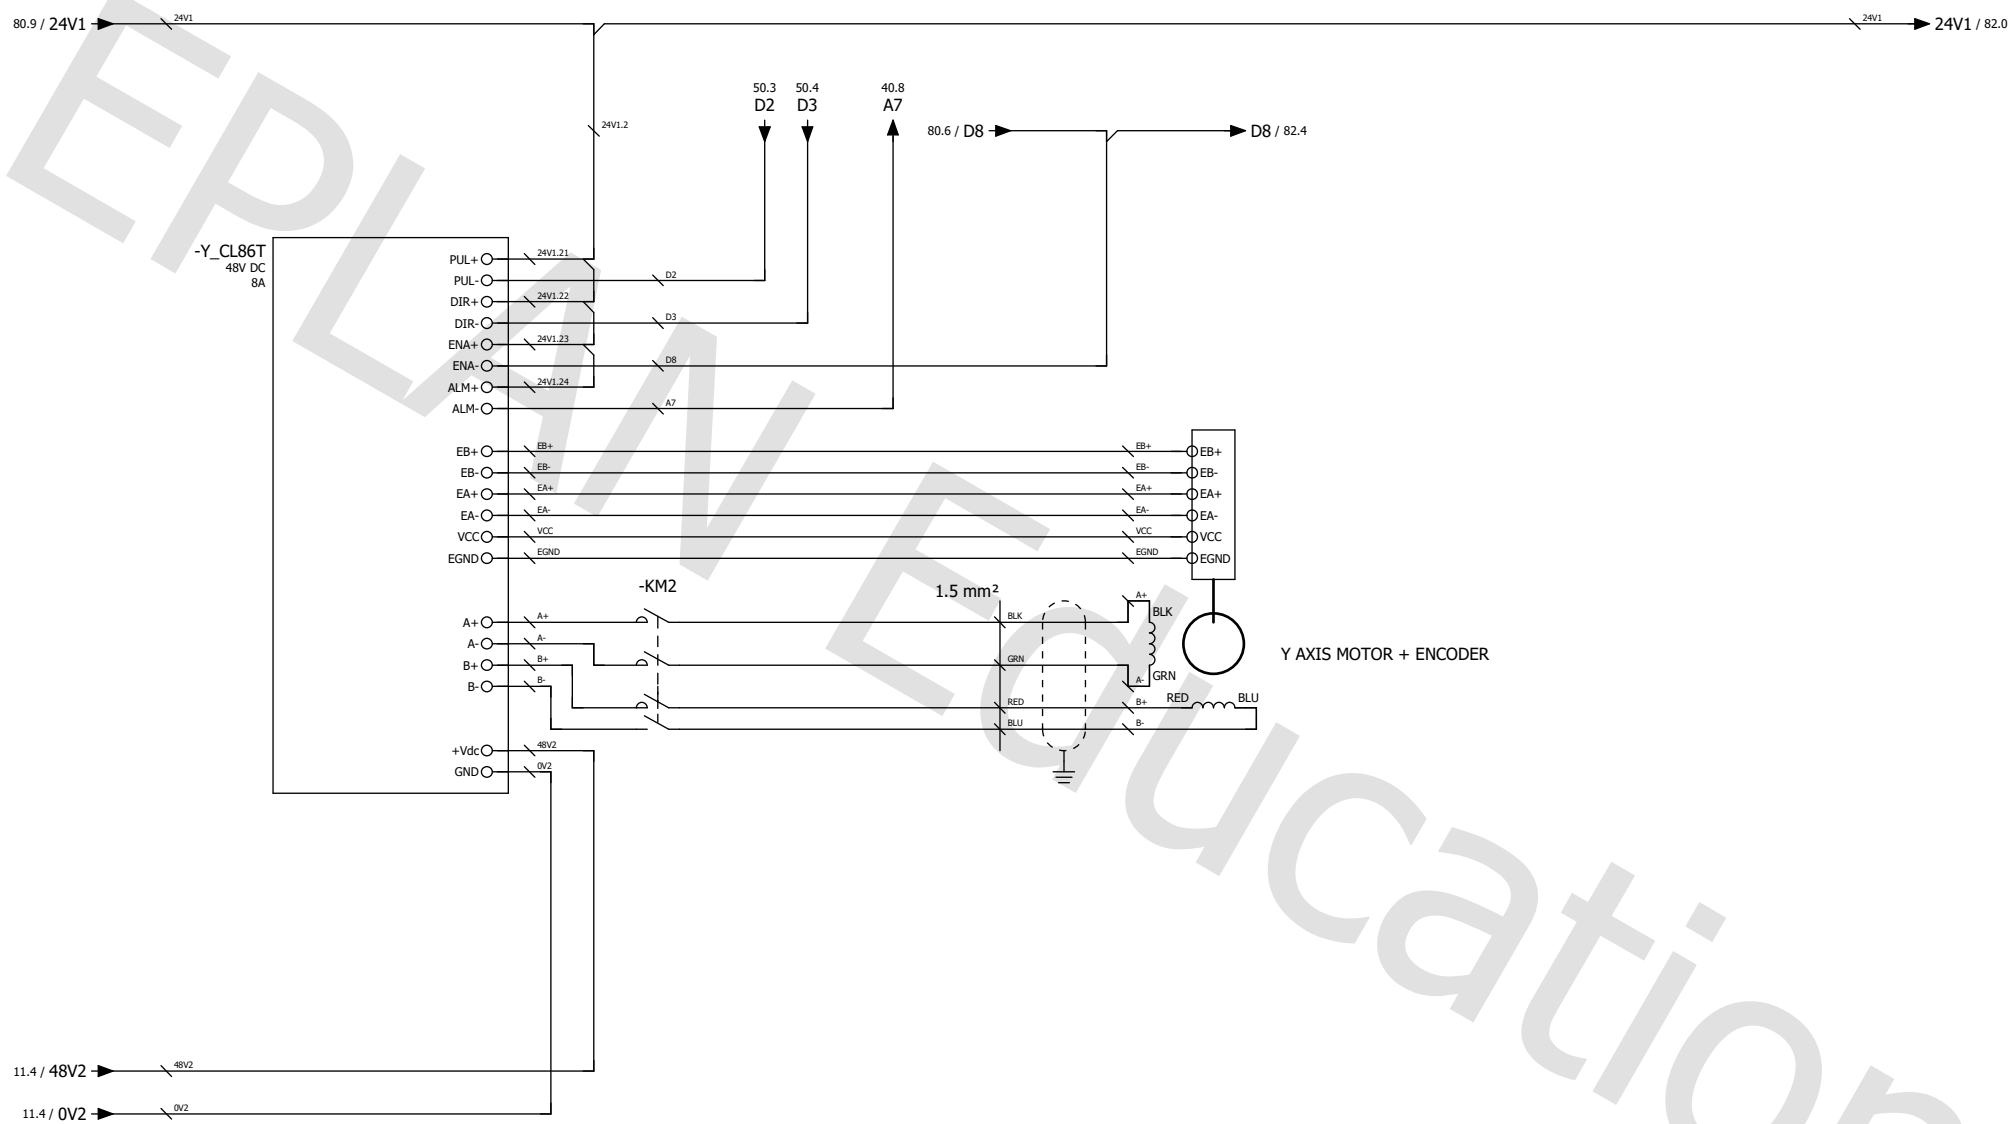 80.9 / 24V1
24V1
24V1
24V1 / 82.0
50.3
D2
50.4
D3
40.8
A7
24V1.2
80.6 / D8
D8 / 82.4
-Y_CL86T
48V DC
8A
PUL+ 24V1.21
PUL- D2
DIR+ 24V1.22
DIR- D3
ENA+ 24V1.23
ENA- D8
ALM+ 24V1.24
ALM- A7
EB+ EB+ EB+ EB+
EB- EB- EB- EB-
EA+ EA+ EA+ EA+
EA- EA- EA- EA-
VCC VCC VCC VCC
EGND EGND EGND EGND
-KM2
1.5 mm²
A+ A+ BLK A+ BLK
A- A-
B+ B+ GRN A- GRN
B- B-
Y AXIS MOTOR + ENCODER
RED B+ RED BLU
BLU B-
+Vdc 48V2
GND 0V2
11.4 / 48V2
48V2
11.4 / 0V2
0V2
EPLAN Education